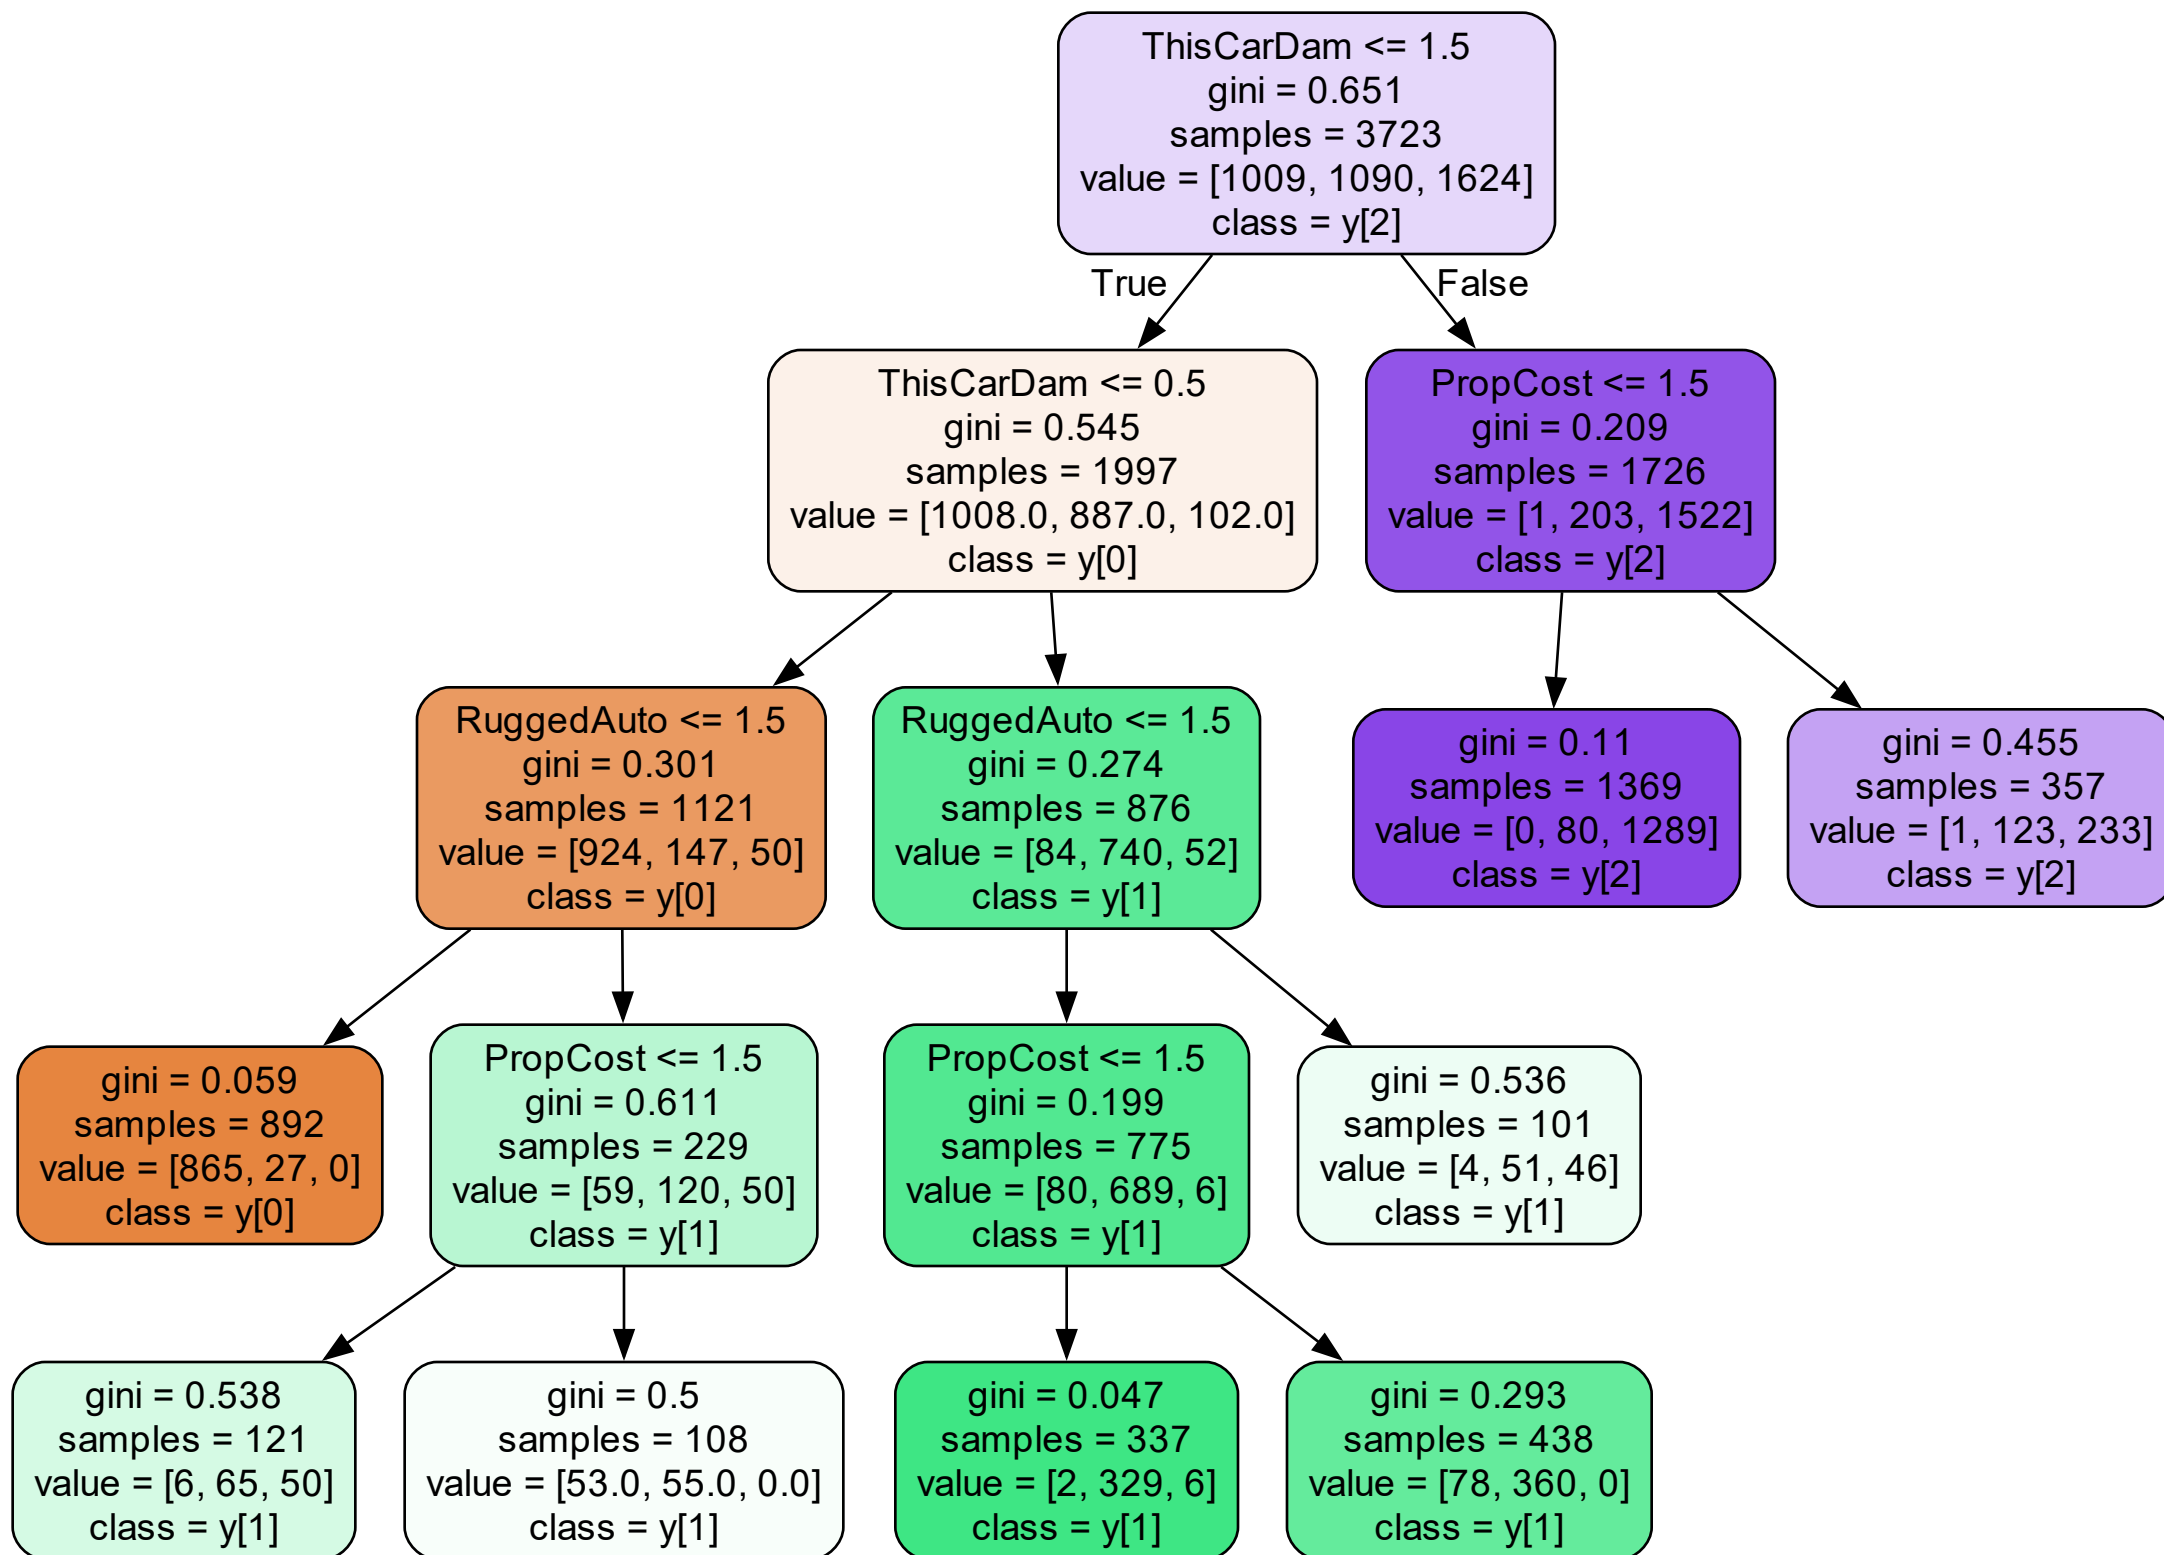 ThisCarDam <= 1.5
gini = 0.651
samples = 3723
value = [1009, 1090, 1624]
class = y[2]
True
False
ThisCarDam <= 0.5
gini = 0.545
samples = 1997
value = [1008.0, 887.0, 102.0]
class = y[0]
PropCost <= 1.5
gini = 0.209
samples = 1726
value = [1, 203, 1522]
class = y[2]
RuggedAuto <= 1.5
gini = 0.301
samples = 1121
value = [924, 147, 50]
class = y[0]
RuggedAuto <= 1.5
gini = 0.274
samples = 876
value = [84, 740, 52]
class = y[1]
gini = 0.11
samples = 1369
value = [0, 80, 1289]
class = y[2]
gini = 0.455
samples = 357
value = [1, 123, 233]
class = y[2]
gini = 0.059
samples = 892
value = [865, 27, 0]
class = y[0]
PropCost <= 1.5
gini = 0.611
samples = 229
value = [59, 120, 50]
class = y[1]
PropCost <= 1.5
gini = 0.199
samples = 775
value = [80, 689, 6]
class = y[1]
gini = 0.536
samples = 101
value = [4, 51, 46]
class = y[1]
gini = 0.538
samples = 121
value = [6, 65, 50]
class = y[1]
gini = 0.5
samples = 108
value = [53.0, 55.0, 0.0]
class = y[1]
gini = 0.047
samples = 337
value = [2, 329, 6]
class = y[1]
gini = 0.293
samples = 438
value = [78, 360, 0]
class = y[1]